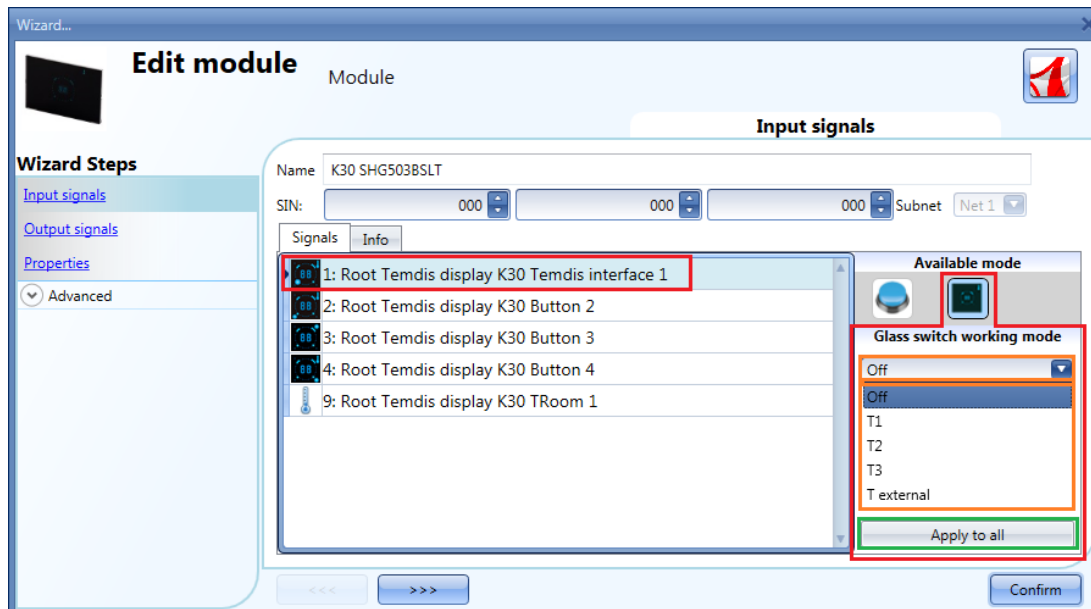 Wizard...
Edit module
Module
Input signals
Wizard Steps
Input signals
Output signals
Properties
Advanced
Name K30 SHG503BSLT
SIN: 000 000 000 Subnet Net 1
Signals Info
1: Root Temdis display K30 Temdis interface 1
2: Root Temdis display K30 Button 2
3: Root Temdis display K30 Button 3
4: Root Temdis display K30 Button 4
9: Root Temdis display K30 TRoom 1
Available mode
Glass switch working mode
Off
Off
T1
T2
T3
T external
Apply to all
<<< >>> Confirm